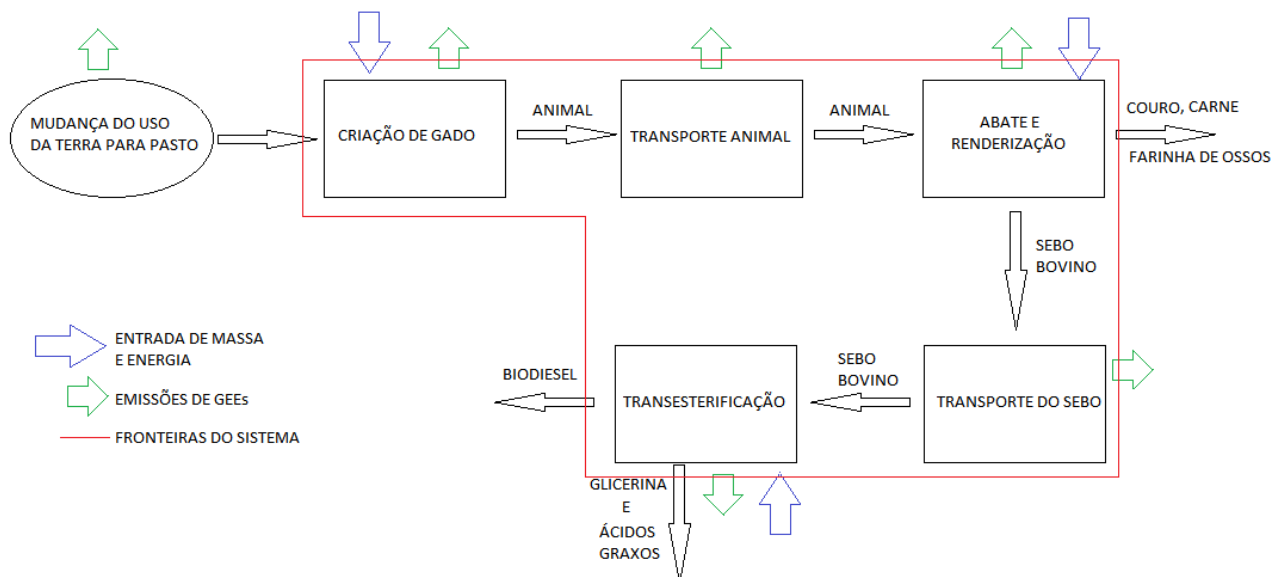 MUDANÇA DO USO
DA TERRA PARA PASTO
CRIAÇÃO DE GADO
ANIMAL
TRANSPORTE ANIMAL
ANIMAL
ABATE E
RENDERIZAÇÃO
COURO, CARNE
FARINHA DE OSSOS
SEBO
BOVINO
TRANSPORTE DO SEBO
SEBO
BOVINO
TRANSESTERIFICAÇÃO
BIODIESEL
GLICERINA
E
ÁCIDOS
GRAXOS
ENTRADA DE MASSA
E ENERGIA
EMISSÕES DE GEEs
FRONTEIRAS DO SISTEMA